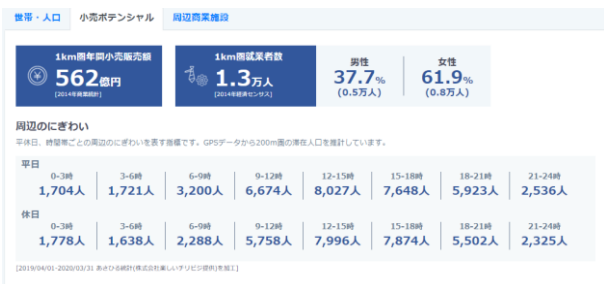 世帯・人口 小売ポテンシャル 周辺商業施設
1km圏年間小売販売額 1km圏就業者数 男性 女性
562億円 1.3万人 37.7% 61.9%
[2014年商業統計] [2014年経済センサス] (0.5万人) (0.8万人)
周辺のにぎわい
平休日、時間帯ごとの周辺のにぎわいを表す指標です。GPSデータから200m圏の滞在人口を推計しています。
平日
0-3時 3-6時 6-9時 9-12時 12-15時 15-18時 18-21時 21-24時
1,704人 1,721人 3,200人 6,674人 8,027人 7,648人 5,923人 2,536人
休日
0-3時 3-6時 6-9時 9-12時 12-15時 15-18時 18-21時 21-24時
1,778人 1,638人 2,288人 5,758人 7,996人 7,874人 5,502人 2,325人
[2019/04/01-2020/03/31 あさひる統計(株式会社楽しいチリビジ提供)を加工]